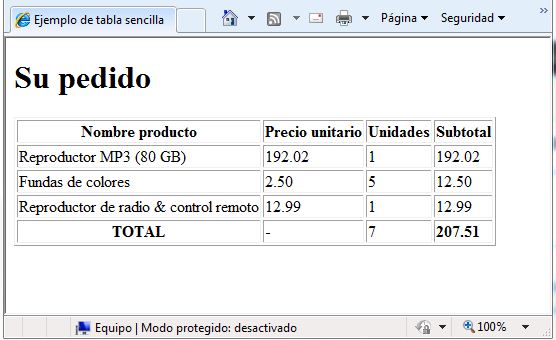 Ejemplo de tabla sencilla
Página Seguridad
Su pedido
Nombre producto Precio unitario Unidades Subtotal
Reproductor MP3 (80 GB) 192.02 1 192.02
Fundas de colores 2.50 5 12.50
Reproductor de radio & control remoto 12.99 1 12.99
TOTAL - 7 207.51
Equipo | Modo protegido: desactivado 100%